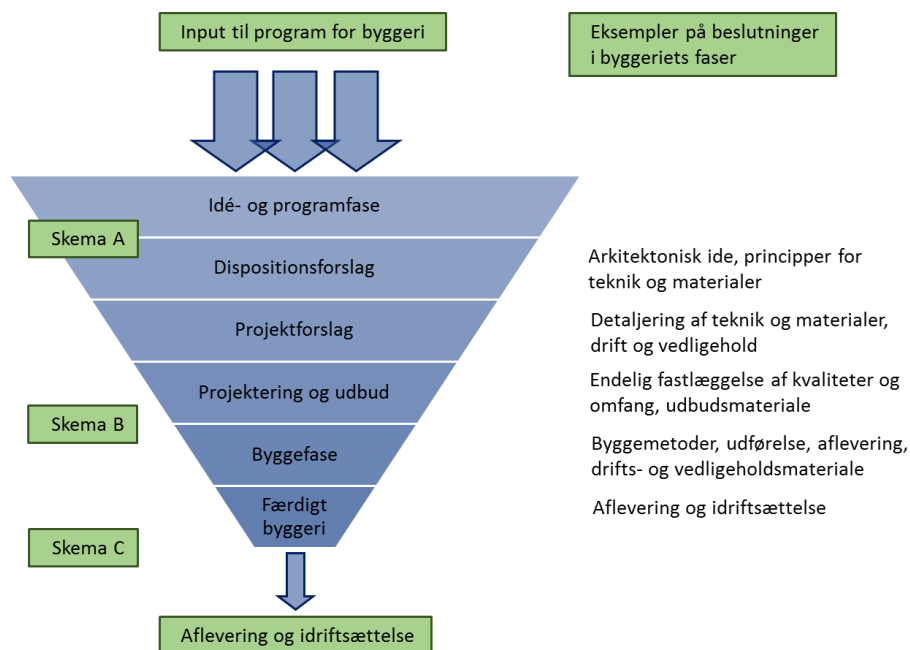 Input til program for byggeri
Eksempler på beslutninger
i byggeriets faser
Idé- og programfase
Skema A
Dispositionsforslag
Arkitektonisk ide, principper for
teknik og materialer
Projektforslag
Detaljering af teknik og materialer,
drift og vedligehold
Projektering og udbud
Endelig fastlæggelse af kvaliteter og
omfang, udbudsmateriale
Skema B
Byggefase
Byggemetoder, udførelse, aflevering,
drifts- og vedligeholdsmateriale
Færdigt
byggeri
Aflevering og idriftsættelse
Skema C
Aflevering og idriftsættelse